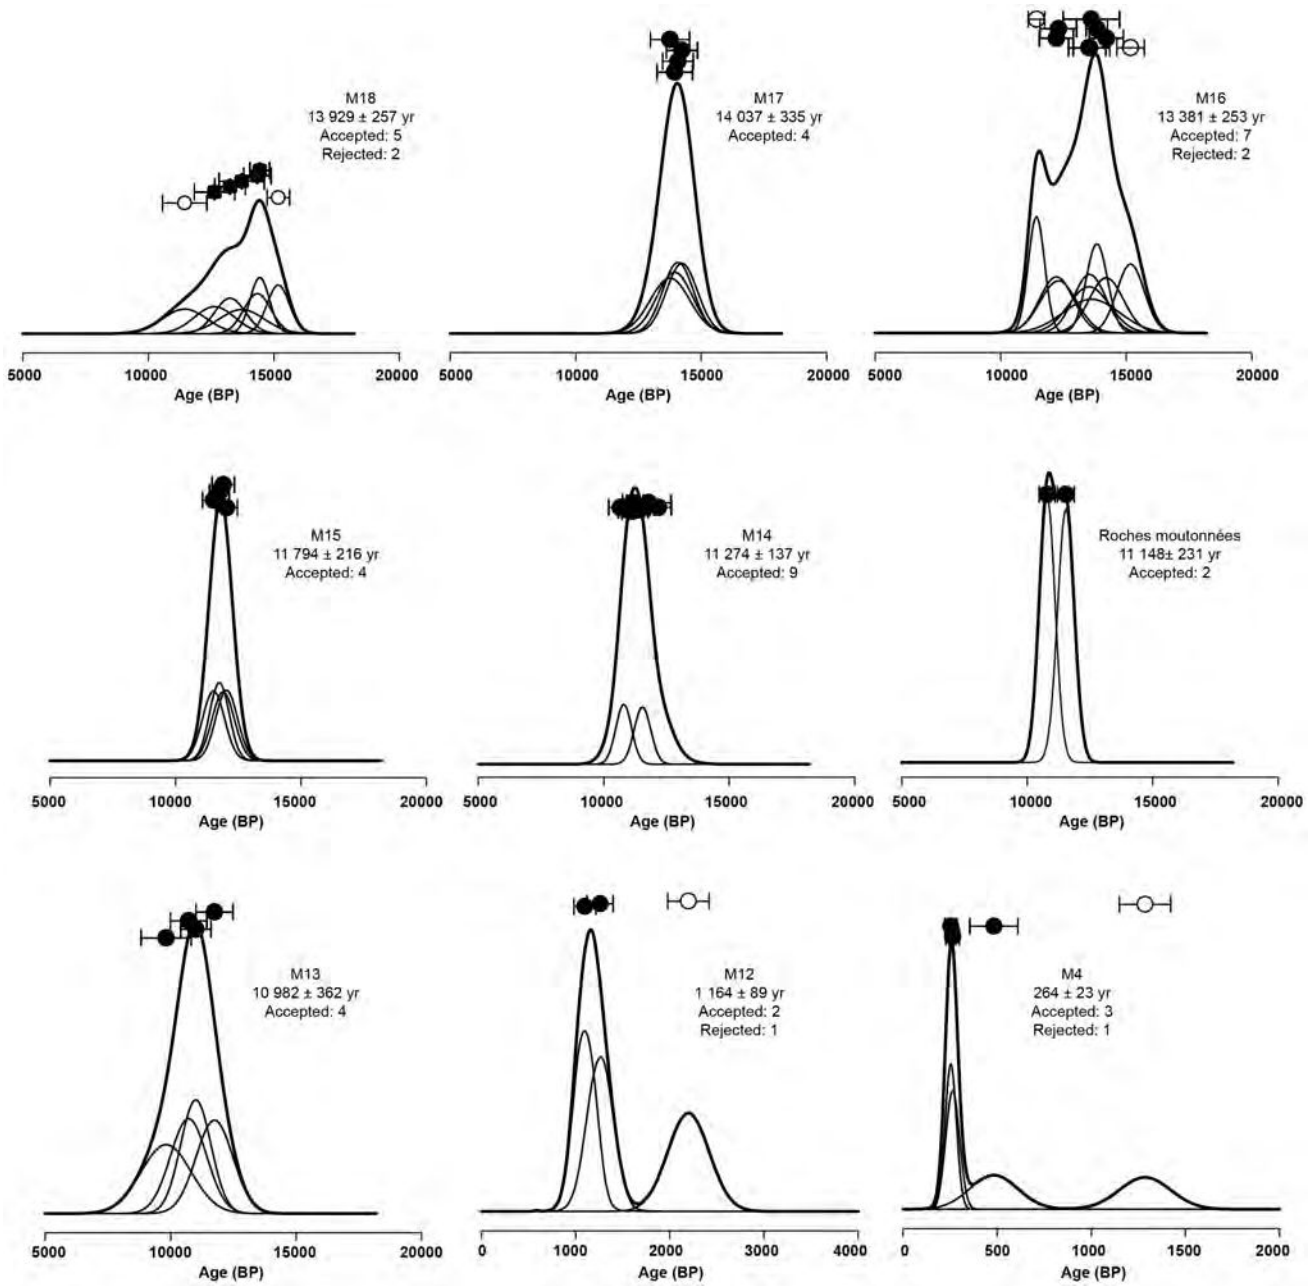 M18
13 929 ± 257 yr
Accepted: 5
Rejected: 2
5000 10000 15000 20000
Age (BP)
M17
14 037 ± 335 yr
Accepted: 4
5000 10000 15000 20000
Age (BP)
M16
13 381 ± 253 yr
Accepted: 7
Rejected: 2
5000 10000 15000 20000
Age (BP)
M15
11 794 ± 216 yr
Accepted: 4
5000 10000 15000 20000
Age (BP)
M14
11 274 ± 137 yr
Accepted: 9
5000 10000 15000 20000
Age (BP)
Roches moutonnées
11 148± 231 yr
Accepted: 2
5000 10000 15000 20000
Age (BP)
M13
10 982 ± 362 yr
Accepted: 4
5000 10000 15000 20000
Age (BP)
M12
1 164 ± 89 yr
Accepted: 2
Rejected: 1
0 1000 2000 3000 4000
Age (BP)
M4
264 ± 23 yr
Accepted: 3
Rejected: 1
0 500 1000 1500 2000
Age (BP)